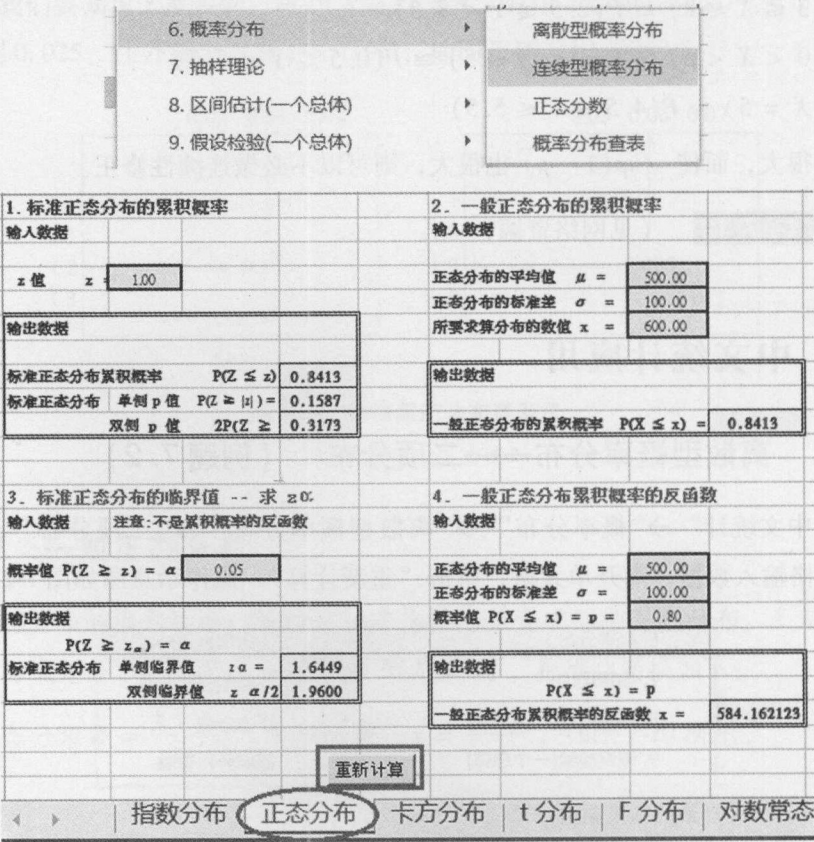 6. 概率分布
7. 抽样理论
8. 区间估计(一个总体)
9. 假设检验(一个总体)
离散型概率分布
连续型概率分布
正态分数
概率分布查表
1. 标准正态分布的累积概率
输入数据
z 值 z = 1.00
输出数据
标准正态分布累积概率 P(Z ≤ z) 0.8413
标准正态分布 单侧 p 值 P(Z ≥ |z| ) = 0.1587
双侧 p 值 2P(Z ≥ 0.3173
2. 一般正态分布的累积概率
输入数据
正态分布的平均值 μ = 500.00
正态分布的标准差 σ = 100.00
所要求算分布的数值 x = 600.00
输出数据
一般正态分布的累积概率 P(X ≤ x) = 0.8413
3. 标准正态分布的临界值 -- 求 zα
输入数据 注意:不是累积概率的反函数
概率值 P(Z ≥ z) = α 0.05
输出数据
P(Z ≥ zα) = α
标准正态分布 单侧临界值 zα = 1.6449
双侧临界值 z α/2 1.9600
4. 一般正态分布累积概率的反函数
输入数据
正态分布的平均值 μ = 500.00
正态分布的标准差 σ = 100.00
概率值 P(X ≤ x) = p = 0.80
输出数据
P(X ≤ x) = p
一般正态分布累积概率的反函数 x = 584.162123
重新计算
指数分布 正态分布 卡方分布 t 分布 F 分布 对数常态